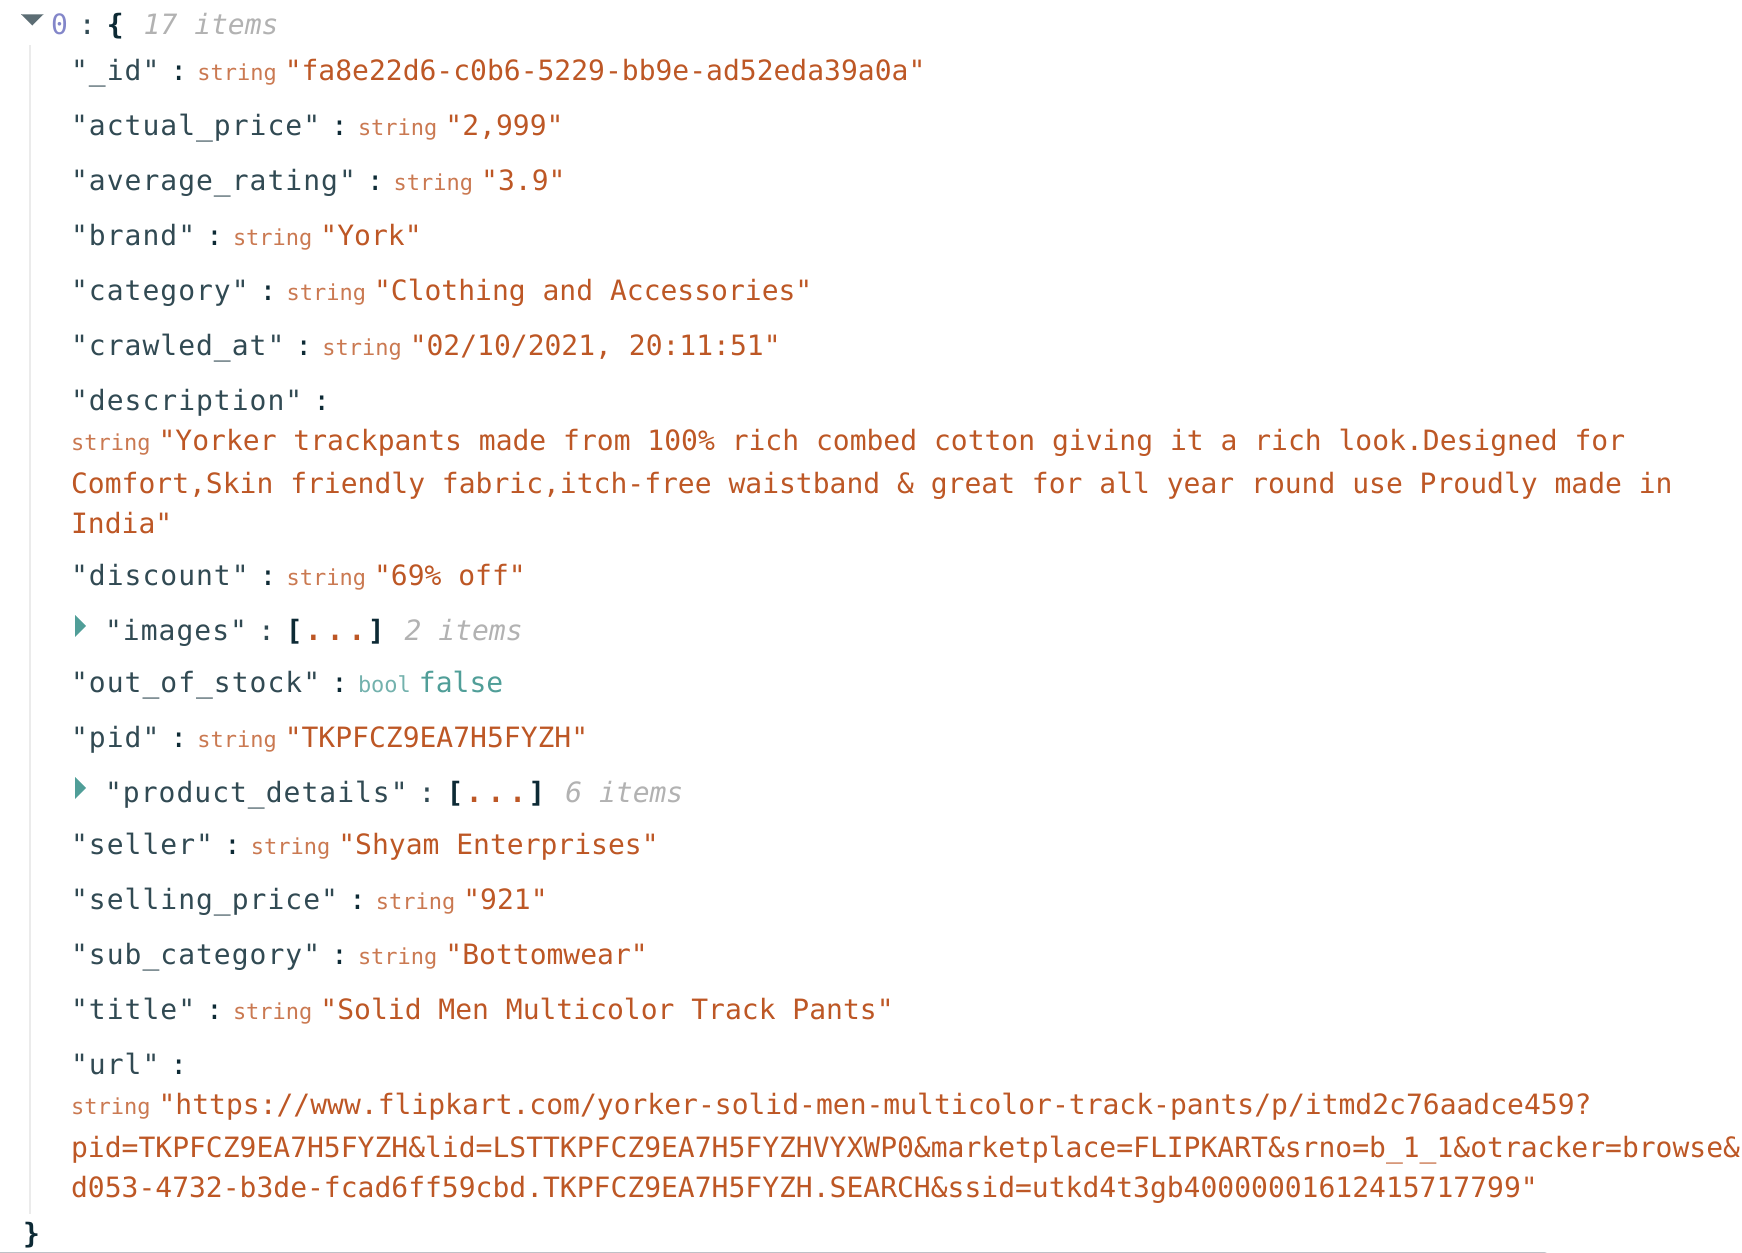 0 : { 17 items
"_id" : string "fa8e22d6-c0b6-5229-bb9e-ad52eda39a0a"
"actual_price" : string "2,999"
"average_rating" : string "3.9"
"brand" : string "York"
"category" : string "Clothing and Accessories"
"crawled_at" : string "02/10/2021, 20:11:51"
"description" :
string "Yorker trackpants made from 100% rich combed cotton giving it a rich look.Designed for
Comfort,Skin friendly fabric,itch-free waistband & great for all year round use Proudly made in
India"
"discount" : string "69% off"
"images" : [...] 2 items
"out_of_stock" : bool false
"pid" : string "TKPFCZ9EA7H5FYZH"
"product_details" : [...] 6 items
"seller" : string "Shyam Enterprises"
"selling_price" : string "921"
"sub_category" : string "Bottomwear"
"title" : string "Solid Men Multicolor Track Pants"
"url" :
string "https://www.flipkart.com/yorker-solid-men-multicolor-track-pants/p/itmd2c76aadce459?
pid=TKPFCZ9EA7H5FYZH&lid=LSTTKPFCZ9EA7H5FYZHVYXWP0&marketplace=FLIPKART&srno=b_1_1&otracker=browse&
d053-4732-b3de-fcad6ff59cbd.TKPFCZ9EA7H5FYZH.SEARCH&ssid=utkd4t3gb40000001612415717799"
}